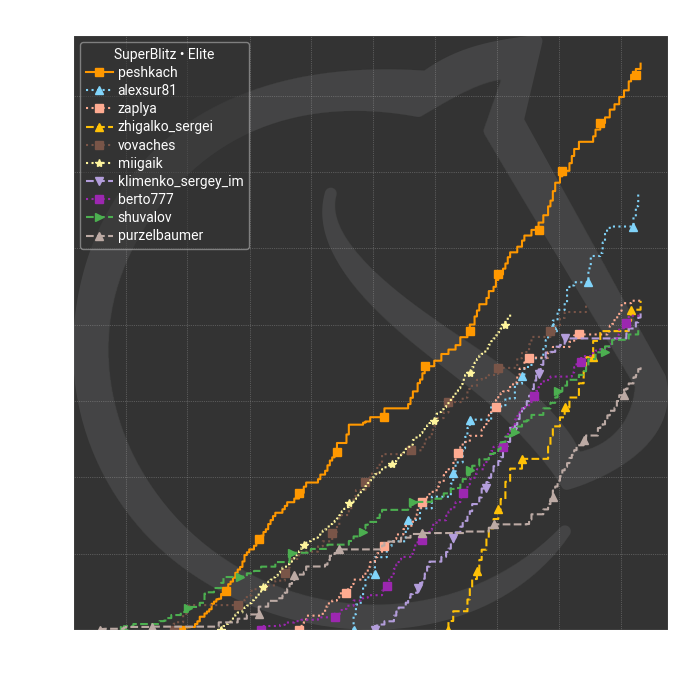 SuperBlitz • Elite
peshkach
alexsur81
zaplya
zhigalko_sergei
vovaches
miigaik
klimenko_sergey_im
berto777
shuvalov
purzelbaumer